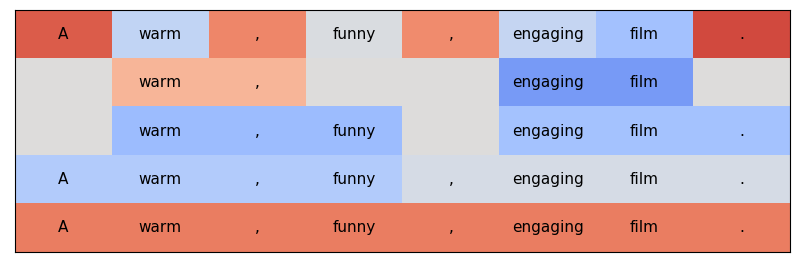 A warm , funny , engaging film .
warm , engaging film
warm , funny engaging film .
A warm , funny , engaging film .
A warm , funny , engaging film .